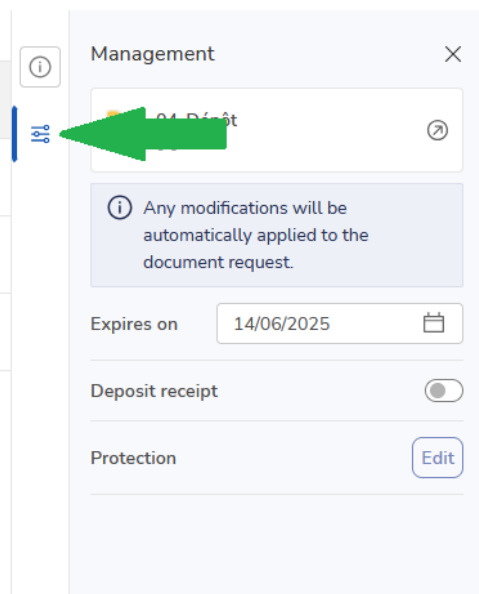 Management
04-Dépôt
Any modifications will be
automatically applied to the
document request.
Expires on
14/06/2025
Deposit receipt
Protection
Edit